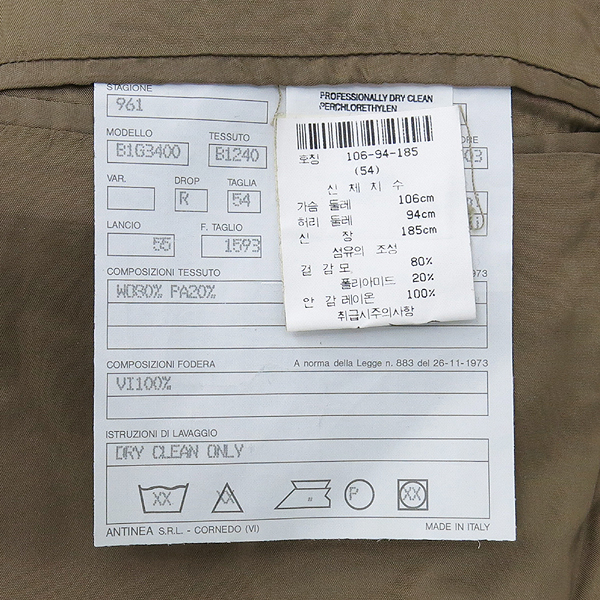 STAGIONE
961
PROFESSIONALLY DRY CLEAN
PERCHLORETHYLEN
MODELLO
TESSUTO
B1G3400
B1240
VAR.
DROP
TAGLIA
R
54
LANCIO
F. TAGLIO
55
1593
호칭 106-94-185
(54)
신체치수
가슴 둘레 106cm
허리 둘레 94cm
신 장 185cm
섬유의 조성
겉 감 모 80%
폴리아미드 20%
안 감 레이온 100%
취급시주의사항
COMPOSIZIONI TESSUTO
1973
WO80% PA20%
COMPOSIZIONI FODERA
A norma della Legge n. 883 del 26-11-1973
VI100%
ISTRUZIONI DI LAVAGGIO
DRY CLEAN ONLY
XX
P
XX
ANTINEA S.R.L. - CORNEDO (VI)
MADE IN ITALY